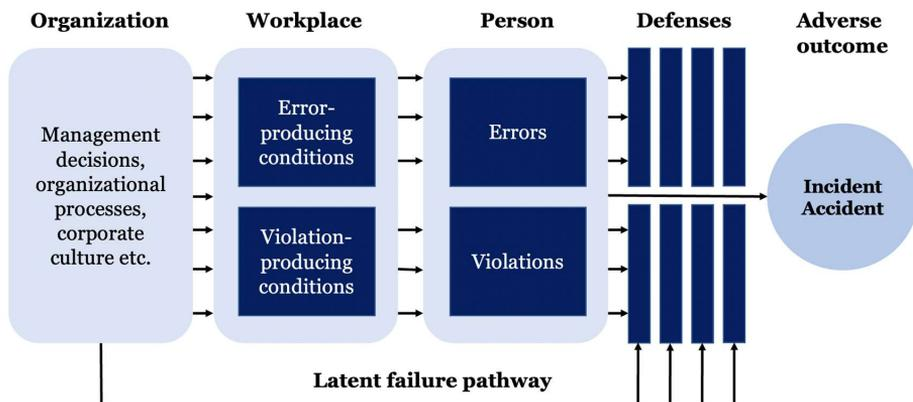 Organization
Workplace
Person
Defenses
Adverse
outcome
Management
decisions,
organizational
processes,
corporate
culture etc.
Error-
producing
conditions
Violation-
producing
conditions
Errors
Violations
Incident
Accident
Latent failure pathway